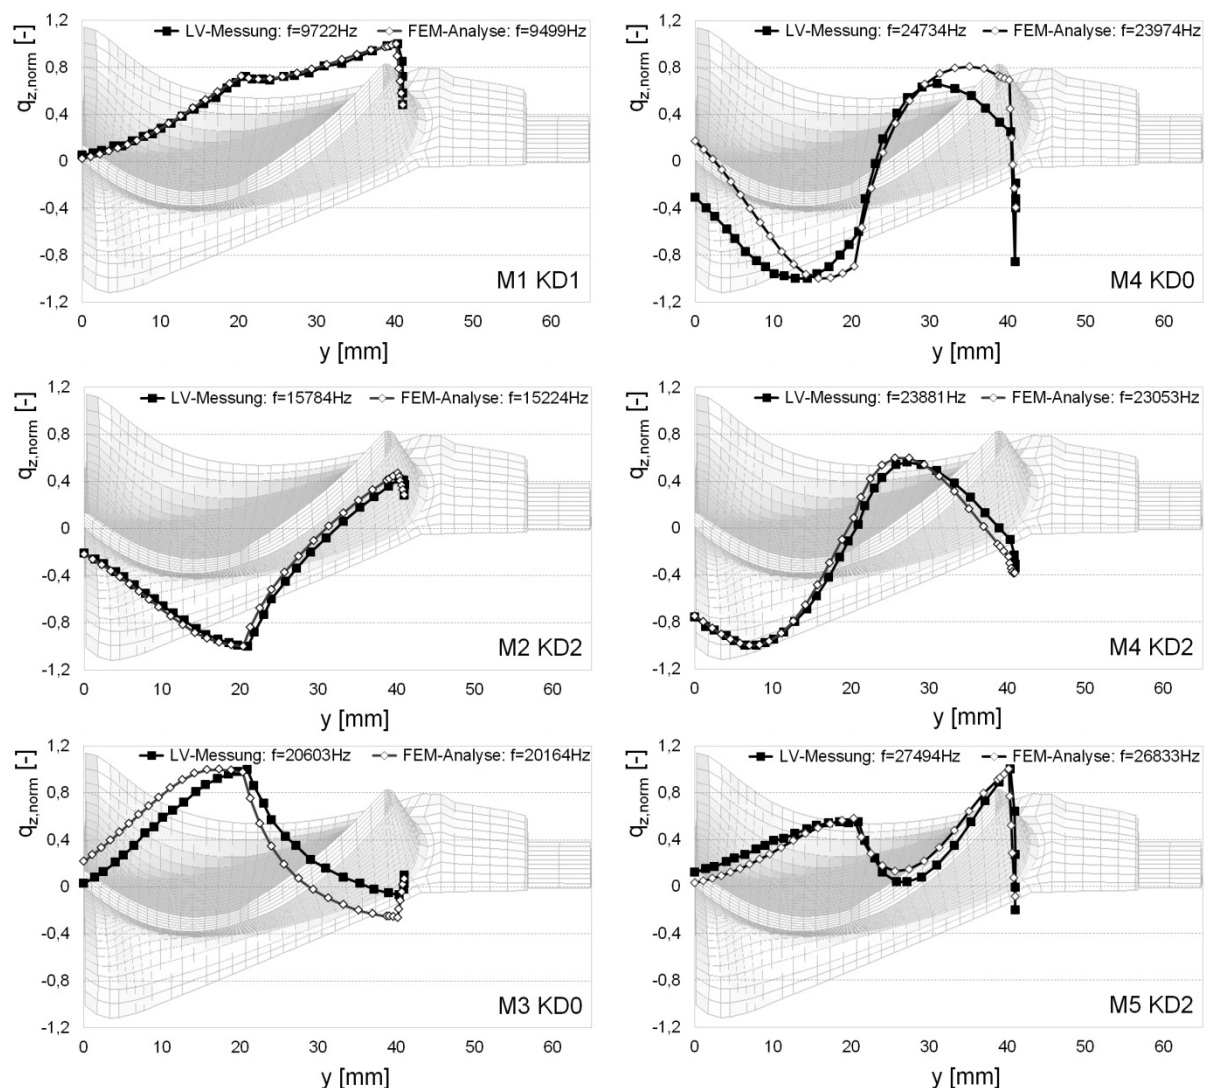 LV-Messung: f=9722Hz FEM-Analyse: f=9499Hz
q_z,norm [-]
1,2
0,8
0,4
0
-0,4
-0,8
-1,2
M1 KD1
0 10 20 30 40 50 60
y [mm]
LV-Messung: f=24734Hz FEM-Analyse: f=23974Hz
q_z,norm [-]
1,2
0,8
0,4
0
-0,4
-0,8
-1,2
M4 KD0
0 10 20 30 40 50 60
y [mm]
LV-Messung: f=15784Hz FEM-Analyse: f=15224Hz
q_z,norm [-]
1,2
0,8
0,4
0
-0,4
-0,8
-1,2
M2 KD2
0 10 20 30 40 50 60
y [mm]
LV-Messung: f=23881Hz FEM-Analyse: f=23053Hz
q_z,norm [-]
1,2
0,8
0,4
0
-0,4
-0,8
-1,2
M4 KD2
0 10 20 30 40 50 60
y [mm]
LV-Messung: f=20603Hz FEM-Analyse: f=20164Hz
q_z,norm [-]
1,2
0,8
0,4
0
-0,4
-0,8
-1,2
M3 KD0
0 10 20 30 40 50 60
y [mm]
LV-Messung: f=27494Hz FEM-Analyse: f=26833Hz
q_z,norm [-]
1,2
0,8
0,4
0
-0,4
-0,8
-1,2
M5 KD2
0 10 20 30 40 50 60
y [mm]